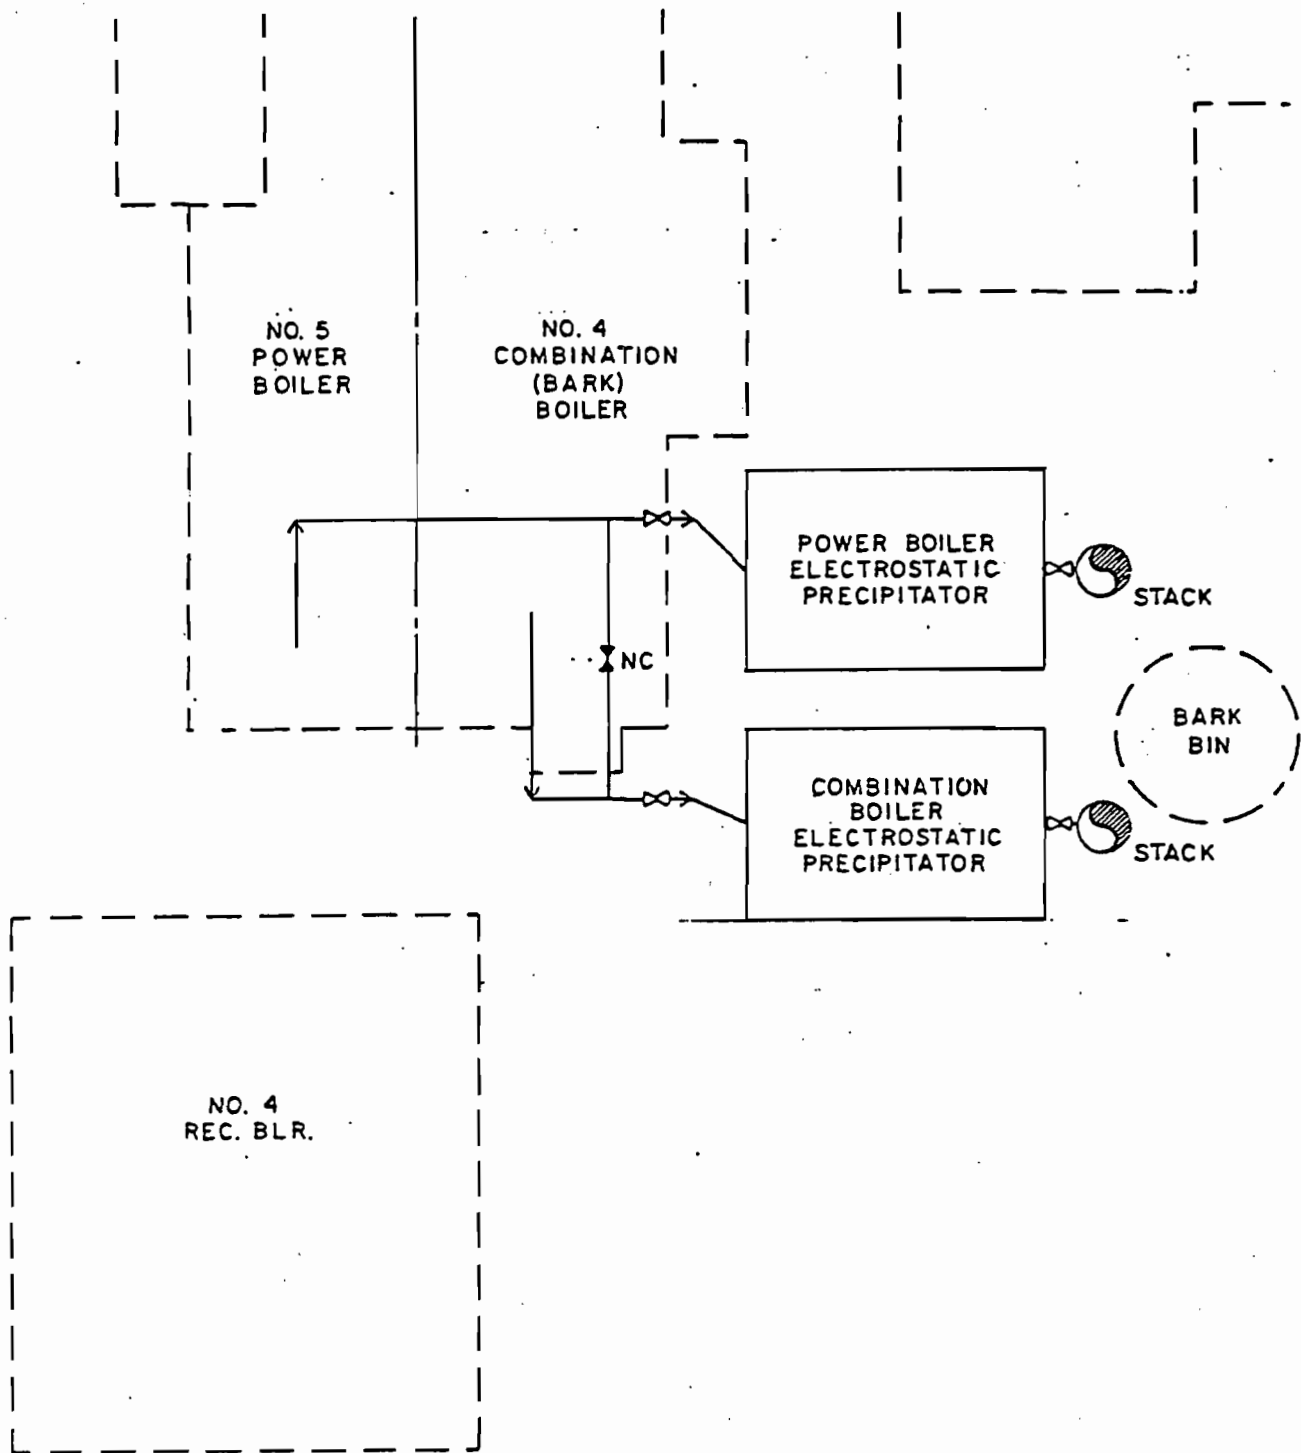 NO. 5
POWER
BOILER
NO. 4
COMBINATION
(BARK)
BOILER
POWER BOILER
ELECTROSTATIC
PRECIPITATOR
STACK
NC
BARK
BIN
COMBINATION
BOILER
ELECTROSTATIC
PRECIPITATOR
STACK
NO. 4
REC. BLR.